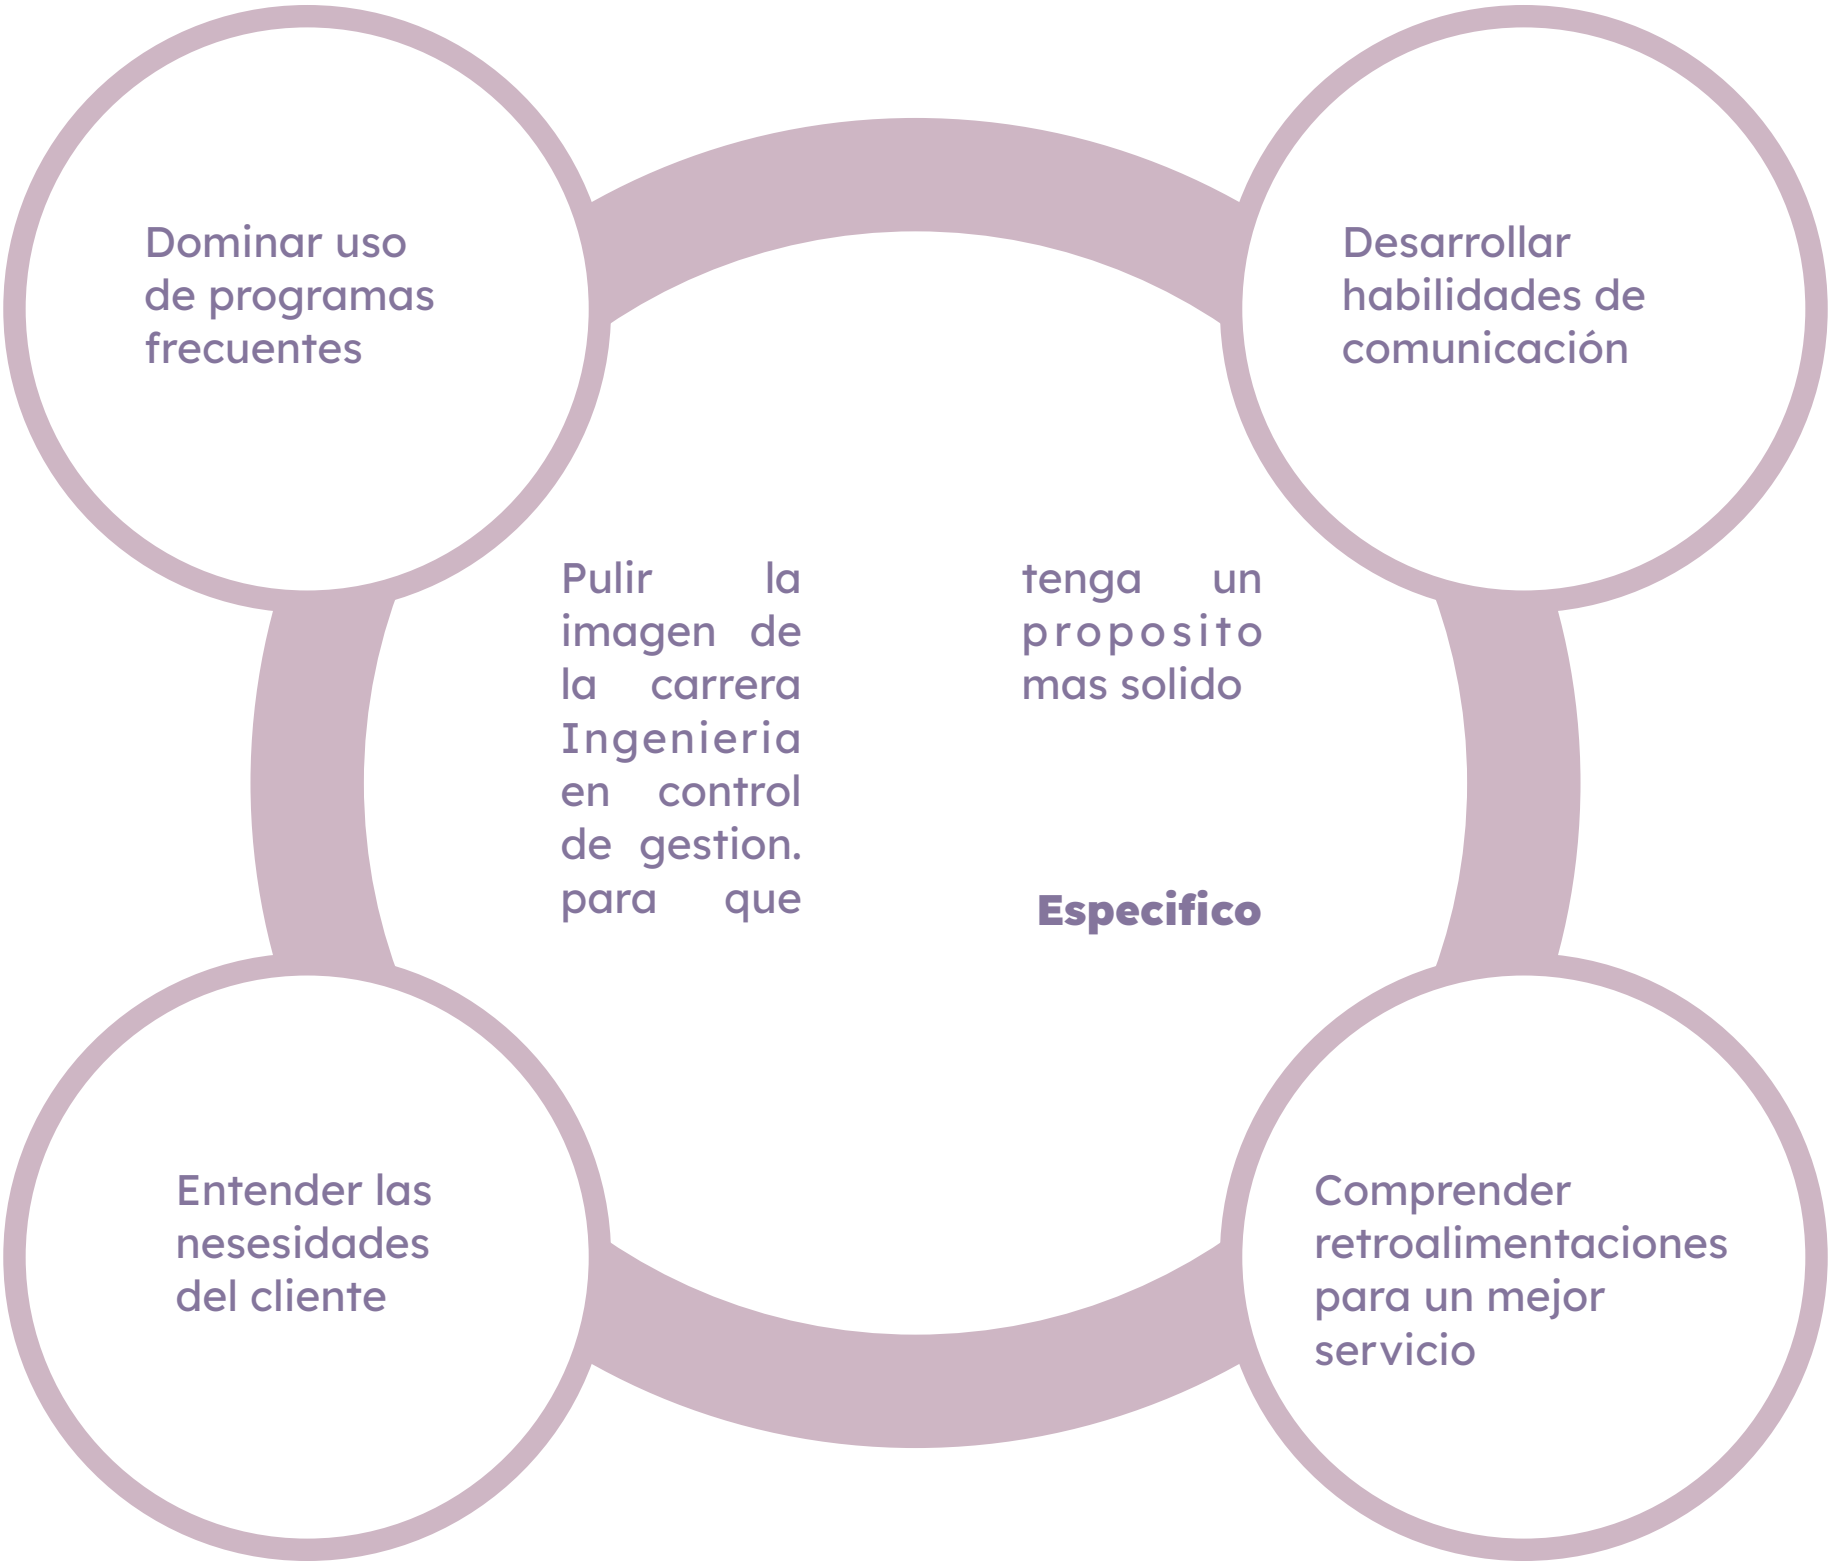 Dominar uso
de programas
frecuentes
Desarrollar
habilidades de
comunicación
Pulir la
imagen de
la carrera
Ingenieria
en control
de gestion.
para que
tenga un
proposito
mas solido
Especifico
Entender las
nesesidades
del cliente
Comprender
retroalimentaciones
para un mejor
servicio